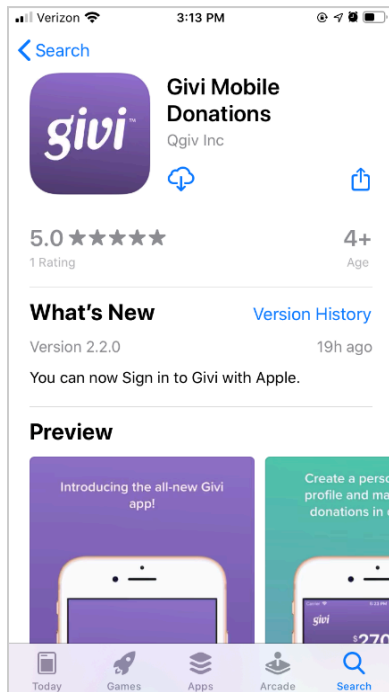 Verizon 3:13 PM
Search
givi™
Givi Mobile
Donations
Qgiv Inc
5.0
4+
1 Rating
Age
What's New
Version History
Version 2.2.0
19h ago
You can now Sign in to Givi with Apple.
Preview
Introducing the all-new Givi
app!
Create a perso
profile and ma
donations in
givi
$270
Today
Games
Apps
Arcade
Search